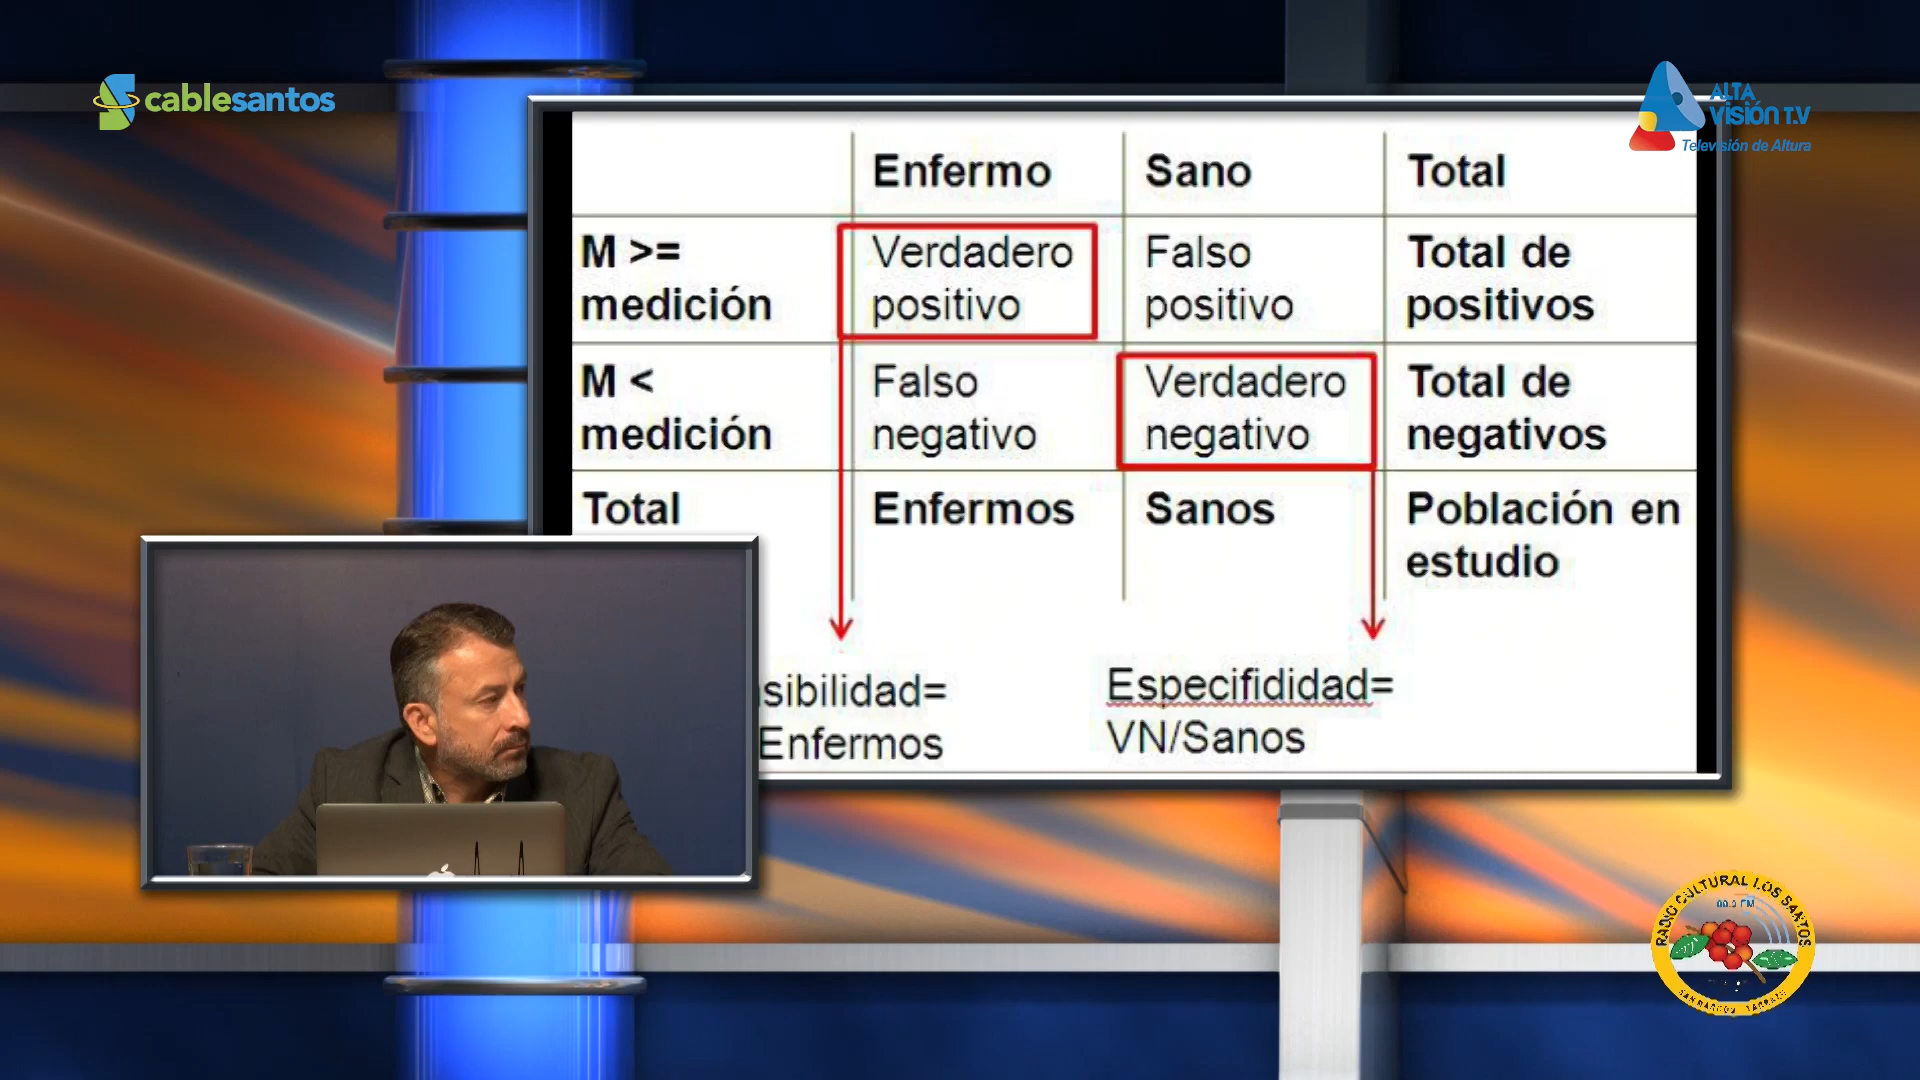 cablesantos
ALTA
visión T.V
Televisión de Altura
Enfermo Sano Total
M >= Verdadero Falso Total de
medición positivo positivo positivos
M < Falso Verdadero Total de
medición negativo negativo negativos
Total Enfermos Sanos Población en
estudio
sibilidad= Especifididad=
Enfermos VN/Sanos
RADIO CULTURAL LOS SANTOS
FM